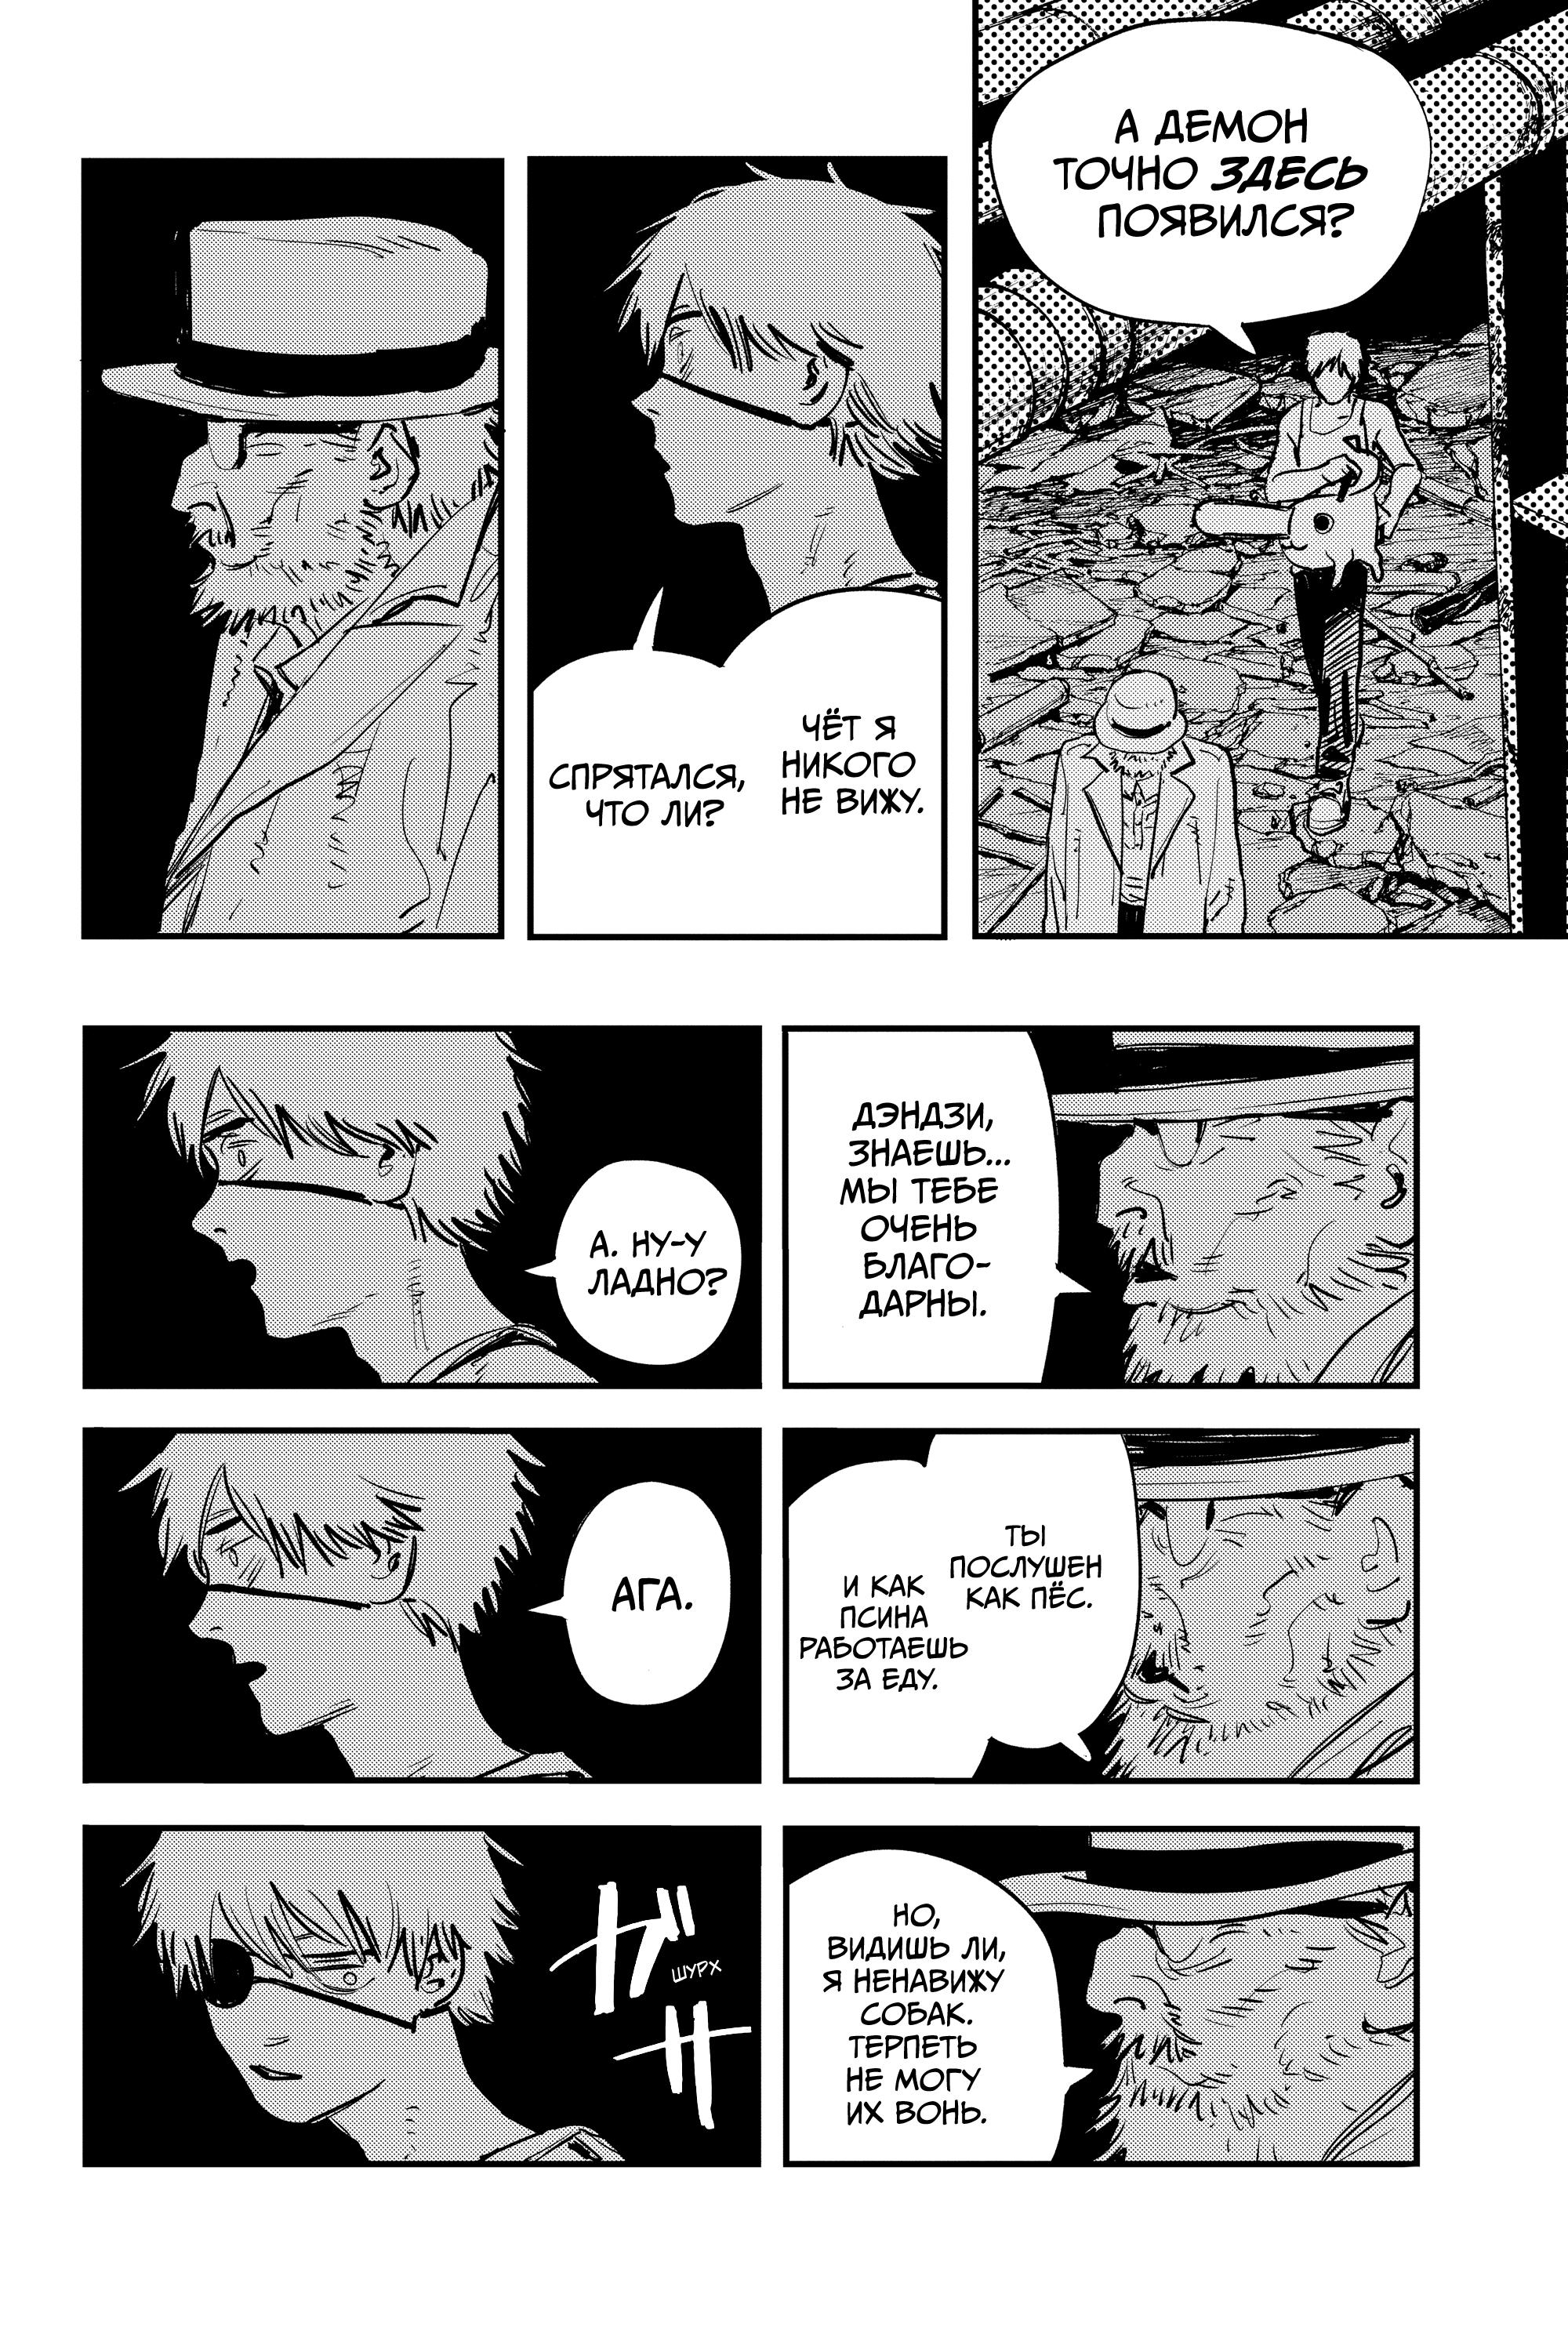 А ДЕМОН
ТОЧНО ЗДЕСЬ
ПОЯВИЛСЯ?
ЧЁТ Я
НИКОГО
НЕ ВИЖУ.
СПРЯТАЛСЯ,
ЧТО ЛИ?
ДЭНДЗИ,
ЗНАЕШЬ...
МЫ ТЕБЕ
ОЧЕНЬ
БЛАГО-
ДАРНЫ.
А. НУ-У
ЛАДНО?
ТЫ
ПОСЛУШЕН
КАК ПЁС.
И КАК
ПСИНА
РАБОТАЕШЬ
ЗА ЕДУ.
АГА.
НО,
ВИДИШЬ ЛИ,
Я НЕНАВИЖУ
СОБАК.
ТЕРПЕТЬ
НЕ МОГУ
ИХ ВОНЬ.
ガサ
ШУРХ